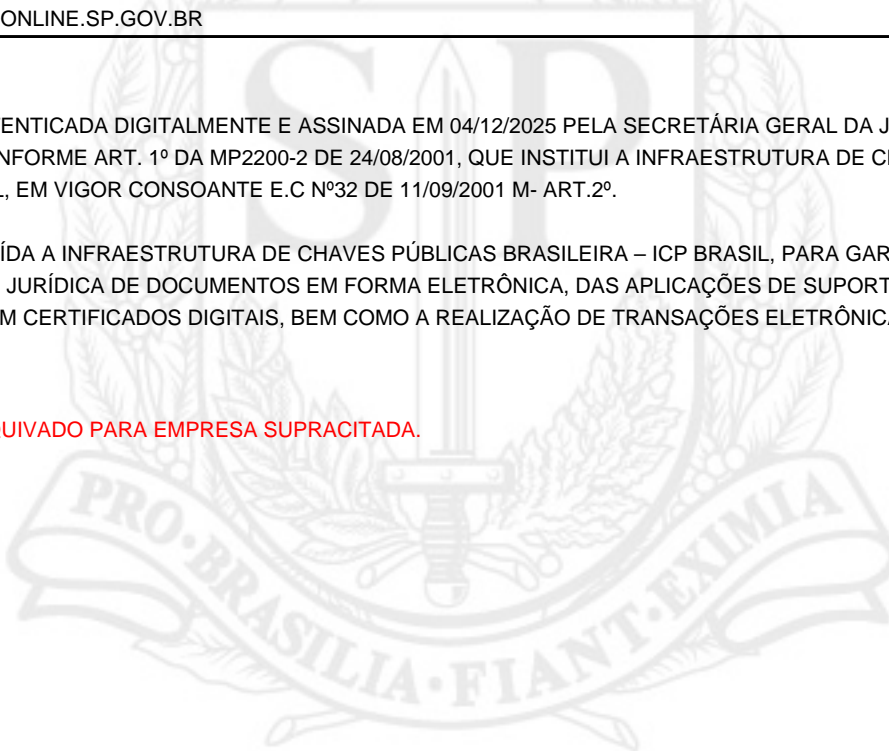 ONLINE.SP.GOV.BR
ENTICADA DIGITALMENTE E ASSINADA EM 04/12/2025 PELA SECRETÁRIA GERAL DA J
NFORME ART. 1º DA MP2200-2 DE 24/08/2001, QUE INSTITUI A INFRAESTRUTURA DE C
, EM VIGOR CONSOANTE E.C Nº32 DE 11/09/2001 M- ART.2º.
ÍDA A INFRAESTRUTURA DE CHAVES PÚBLICAS BRASILEIRA – ICP BRASIL, PARA GAR
JURÍDICA DE DOCUMENTOS EM FORMA ELETRÔNICA, DAS APLICAÇÕES DE SUPORT
M CERTIFICADOS DIGITAIS, BEM COMO A REALIZAÇÃO DE TRANSAÇÕES ELETRÔNICA
QUIVADO PARA EMPRESA SUPRACITADA.
SP
PRO·BRASILIA·FIANT·EXIMIA